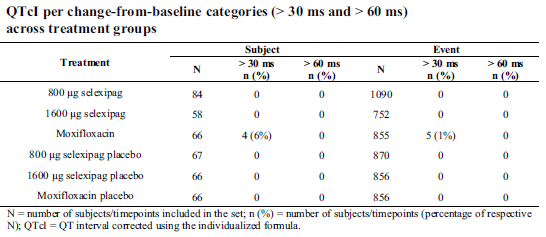 QTcI per change-from-baseline categories (> 30 ms and > 60 ms)
across treatment groups
Subject Event
Treatment N > 30 ms n (%) > 60 ms n (%) N > 30 ms n (%) > 60 ms n (%)
800 µg selexipag 84 0 0 1090 0 0
1600 µg selexipag 58 0 0 752 0 0
Moxifloxacin 66 4 (6%) 0 855 5 (1%) 0
800 µg selexipag placebo 67 0 0 870 0 0
1600 µg selexipag placebo 66 0 0 856 0 0
Moxifloxacin placebo 66 0 0 856 0 0
N = number of subjects/timepoints included in the set; n (%) = number of subjects/timepoints (percentage of respective
N); QTcI = QT interval corrected using the individualized formula.